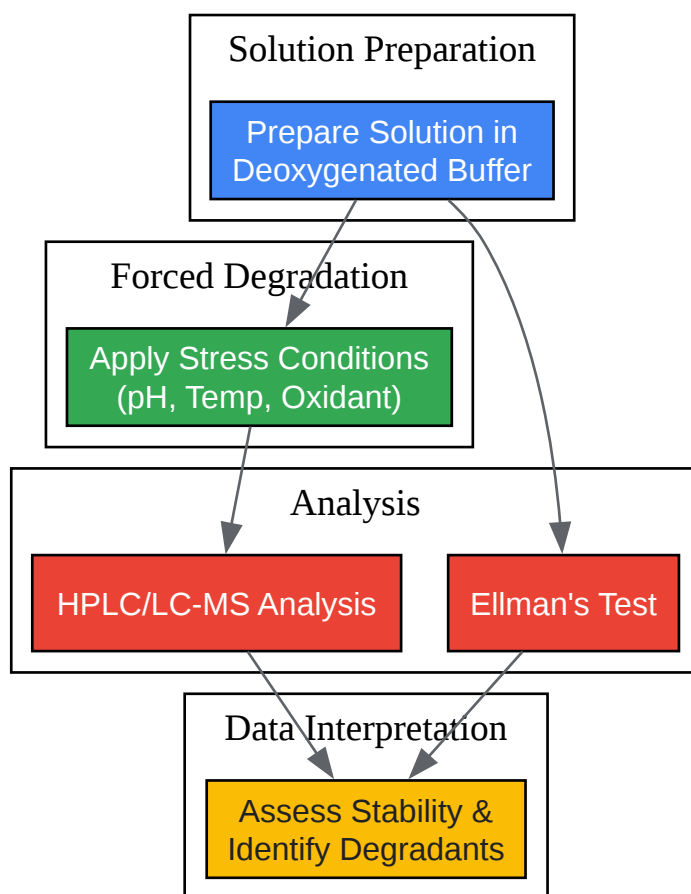 Solution Preparation
Prepare Solution in
Deoxygenated Buffer
Forced Degradation
Apply Stress Conditions
(pH, Temp, Oxidant)
Analysis
HPLC/LC-MS Analysis
Ellman's Test
Data Interpretation
Assess Stability &
Identify Degradants